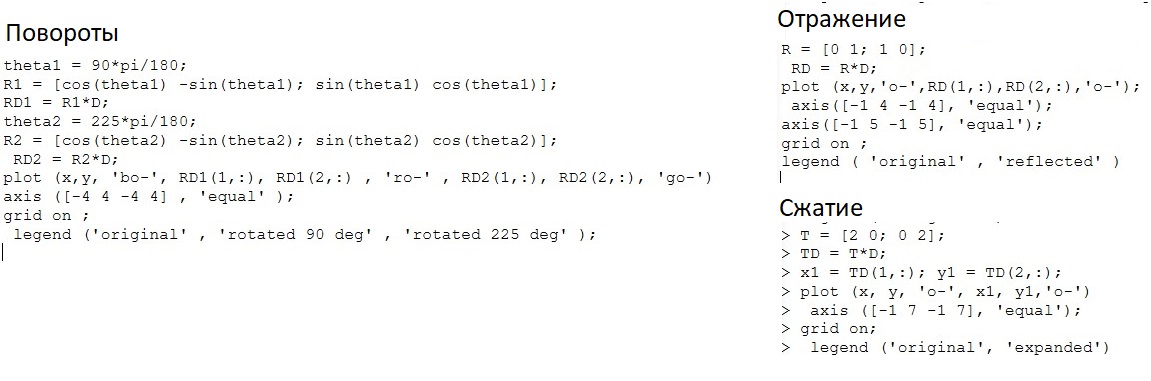 Повороты
theta1 = 90*pi/180;
R1 = [cos(theta1) -sin(theta1); sin(theta1) cos(theta1)];
RD1 = R1*D;
theta2 = 225*pi/180;
R2 = [cos(theta2) -sin(theta2); sin(theta2) cos(theta2)];
RD2 = R2*D;
plot (x,y, 'bo-', RD1(1,:), RD1(2,:) , 'ro-' , RD2(1,:), RD2(2,:), 'go-')
axis ([-4 4 -4 4] , 'equal' );
grid on ;
legend ('original' , 'rotated 90 deg' , 'rotated 225 deg' );
Отражение
R = [0 1; 1 0];
RD = R*D;
plot (x,y,'o-',RD(1,:),RD(2,:),'o-');
axis([-1 4 -1 4], 'equal');
axis([-1 5 -1 5], 'equal');
grid on ;
legend ( 'original' , 'reflected' )
Сжатие
> T = [2 0; 0 2];
> TD = T*D;
> x1 = TD(1,:); y1 = TD(2,:);
> plot (x, y, 'o-', x1, y1,'o-')
> axis ([-1 7 -1 7], 'equal');
> grid on;
> legend ('original', 'expanded')